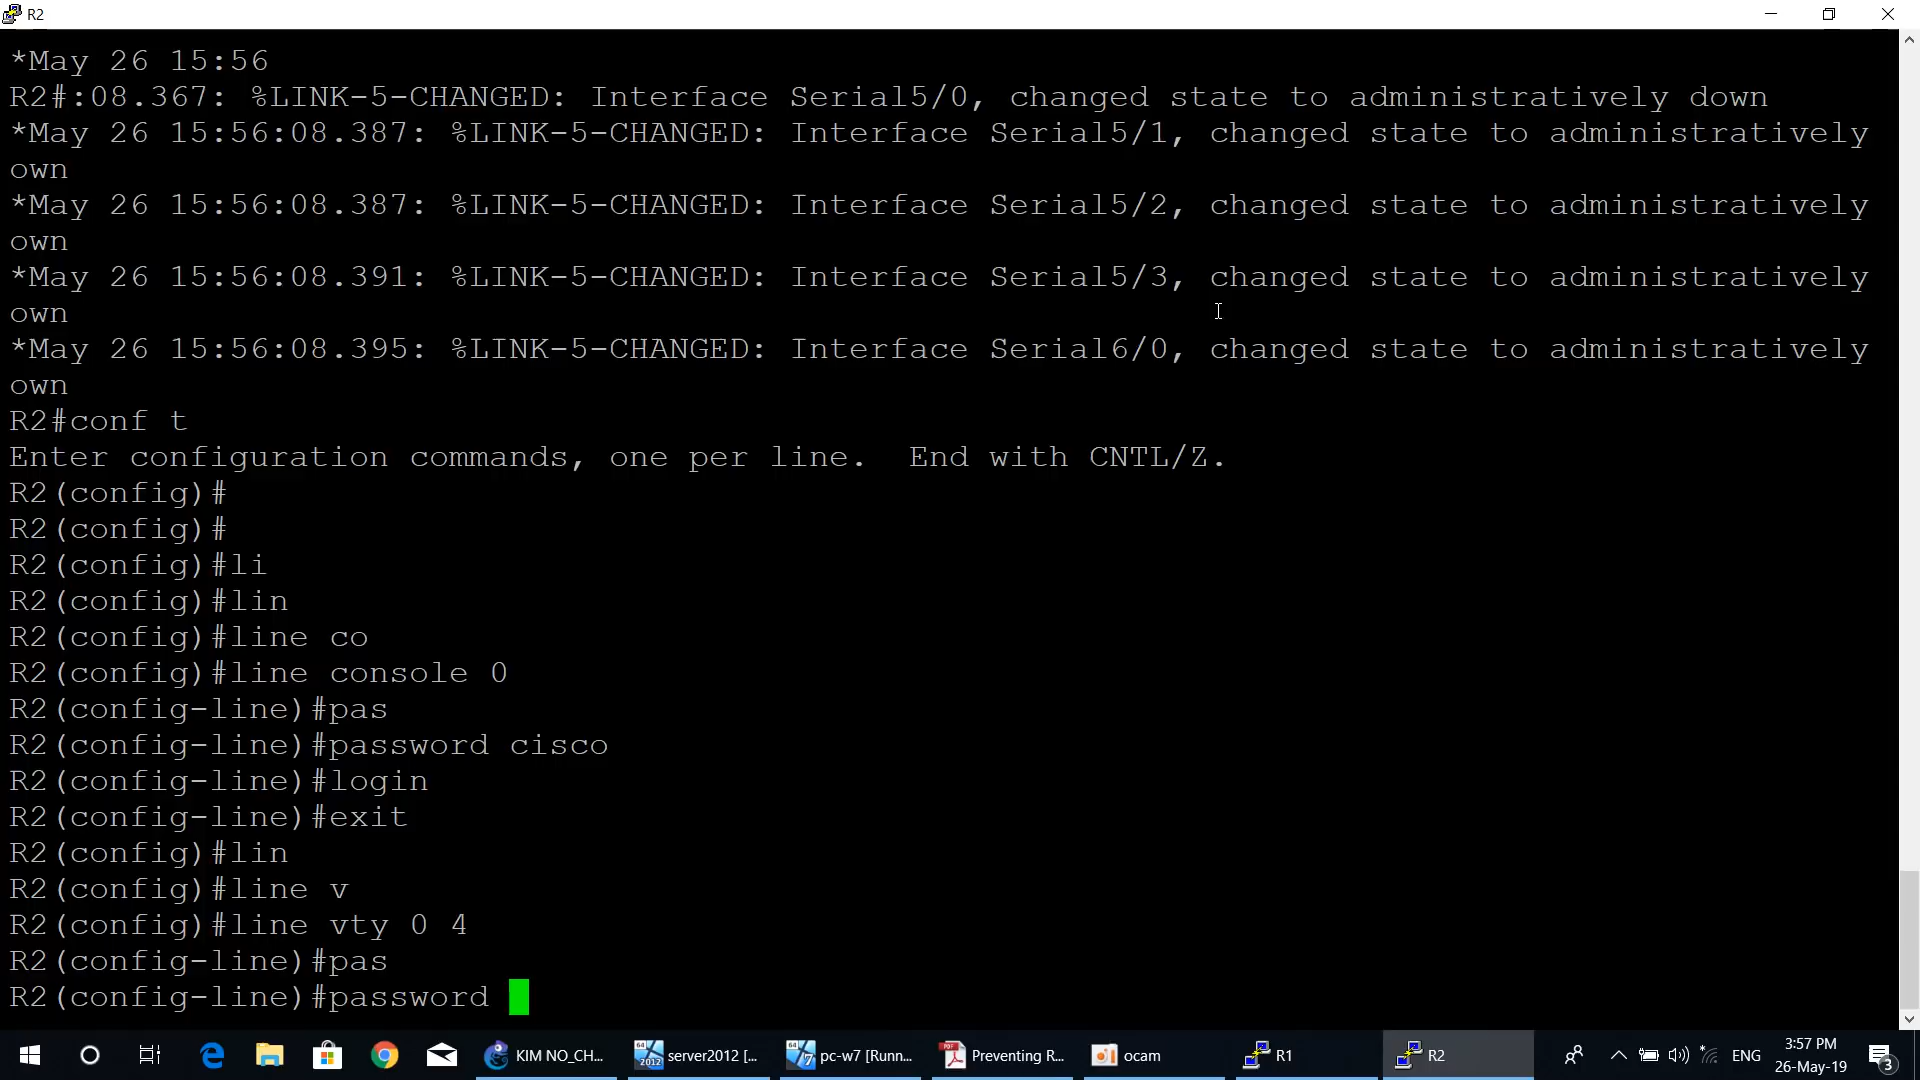 R2
*May 26 15:56
R2#:08.367: %LINK-5-CHANGED: Interface Serial5/0, changed state to administratively down
*May 26 15:56:08.387: %LINK-5-CHANGED: Interface Serial5/1, changed state to administratively
own
*May 26 15:56:08.387: %LINK-5-CHANGED: Interface Serial5/2, changed state to administratively
own
*May 26 15:56:08.391: %LINK-5-CHANGED: Interface Serial5/3, changed state to administratively
own
*May 26 15:56:08.395: %LINK-5-CHANGED: Interface Serial6/0, changed state to administratively
own
R2#conf t
Enter configuration commands, one per line.  End with CNTL/Z.
R2(config)#
R2(config)#
R2(config)#li
R2(config)#lin
R2(config)#line co
R2(config)#line console 0
R2(config-line)#pas
R2(config-line)#password cisco
R2(config-line)#login
R2(config-line)#exit
R2(config)#lin
R2(config)#line v
R2(config)#line vty 0 4
R2(config-line)#pas
R2(config-line)#password
KIM NO_CH... server2012 [... pc-w7 [Runn... Preventing R... ocam R1 R2 ENG 3:57 PM
26-May-19 3